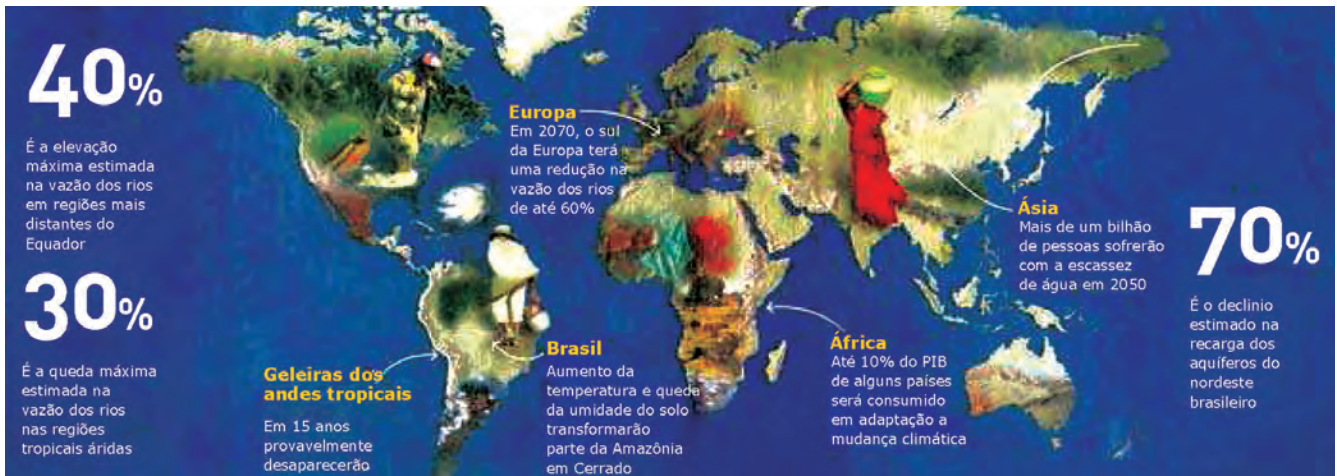 40%
É a elevação
máxima estimada
na vazão dos rios
em regiões mais
distantes do
Equador
30%
É a queda máxima
estimada na
vazão dos rios
nas regiões
tropicais áridas
Geleiras dos
andes tropicais
Em 15 anos
provavelmente
desaparecerão
Europa
Em 2070, o sul
da Europa terá
uma redução na
vazão dos rios
de até 60%
Brasil
Aumento da
temperatura e queda
da umidade do solo
transformarão
parte da Amazônia
em Cerrado
África
Até 10% do PIB
de alguns países
será consumido
em adaptação a
mudança climática
Ásia
Mais de um bilhão
de pessoas sofrerão
com a escassez
de água em 2050
70%
É o declinio
estimado na
recarga dos
aquíferos do
nordeste
brasileiro